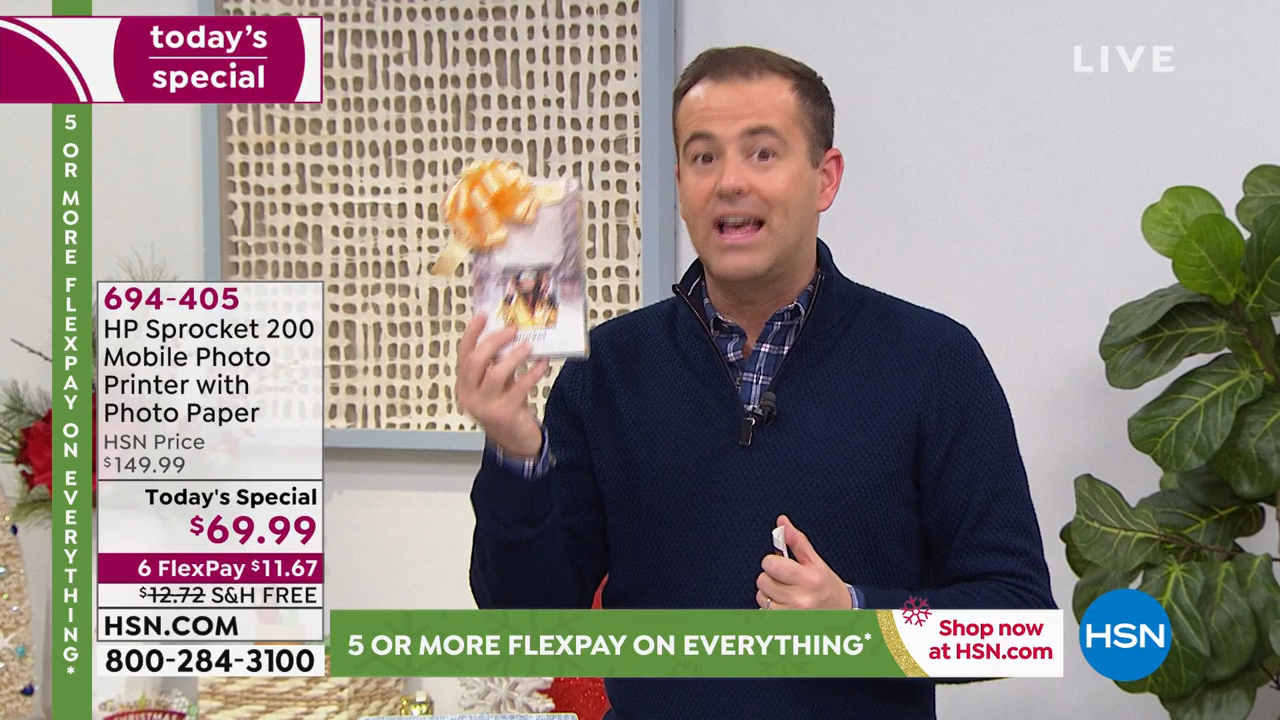 today's
special
LIVE
5 OR MORE FLEXPAY ON EVERYTHING*
694-405
HP Sprocket 200
Mobile Photo
Printer with
Photo Paper
HSN Price
$149.99
Today's Special
$69.99
6 FlexPay $11.67
$12.72 S&H FREE
HSN.COM
800-284-3100
5 OR MORE FLEXPAY ON EVERYTHING*
Shop now
at HSN.com
HSN
CHRISTMAS